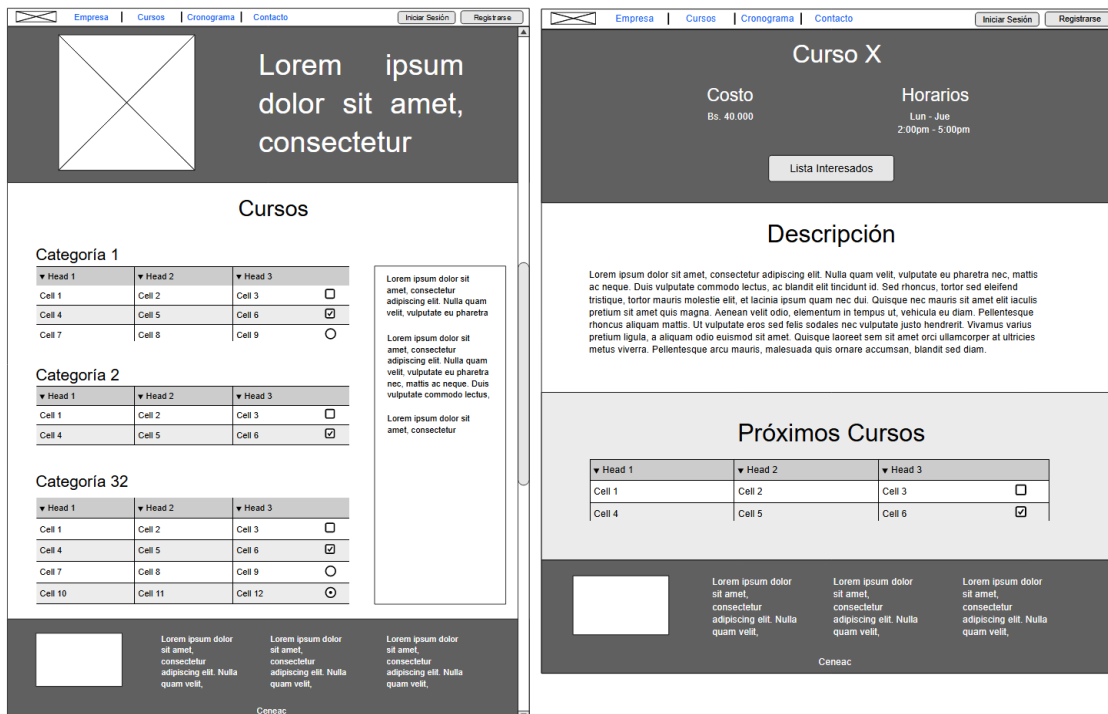 Empresa Cursos Cronograma Contacto Iniciar Sesión Registrarse
Lorem ipsum
dolor sit amet,
consectetur
Cursos
Categoría 1
▼ Head 1 ▼ Head 2 ▼ Head 3
Cell 1 Cell 2 Cell 3
Cell 4 Cell 5 Cell 6
Cell 7 Cell 8 Cell 9
Categoría 2
▼ Head 1 ▼ Head 2 ▼ Head 3
Cell 1 Cell 2 Cell 3
Cell 4 Cell 5 Cell 6
Categoría 32
▼ Head 1 ▼ Head 2 ▼ Head 3
Cell 1 Cell 2 Cell 3
Cell 4 Cell 5 Cell 6
Cell 7 Cell 8 Cell 9
Cell 10 Cell 11 Cell 12
Lorem ipsum dolor sit
amet, consectetur
adipiscing elit. Nulla quam
velit, vulputate eu pharetra
Lorem ipsum dolor sit
amet, consectetur
adipiscing elit. Nulla quam
velit, vulputate eu pharetra
nec, mattis ac neque. Duis
vulputate commodo lectus,
Lorem ipsum dolor sit
amet, consectetur
Lorem ipsum dolor
sit amet,
consectetur
adipiscing elit. Nulla
quam velit,
Lorem ipsum dolor
sit amet,
consectetur
adipiscing elit. Nulla
quam velit,
Lorem ipsum dolor
sit amet,
consectetur
adipiscing elit. Nulla
quam velit,
Ceneac
Empresa Cursos Cronograma Contacto Iniciar Sesión Registrarse
Curso X
Costo
Bs. 40.000
Horarios
Lun - Jue
2:00pm - 5:00pm
Lista Interesados
Descripción
Lorem ipsum dolor sit amet, consectetur adipiscing elit. Nulla quam velit, vulputate eu pharetra nec, mattis
ac neque. Duis vulputate commodo lectus, ac blandit elit tincidunt id. Sed rhoncus, tortor sed eleifend
tristique, tortor mauris molestie elit, et lacinia ipsum quam nec dui. Quisque nec mauris sit amet elit iaculis
pretium sit amet quis magna. Aenean velit odio, elementum in tempus ut, vehicula eu diam. Pellentesque
rhoncus aliquam mattis. Ut vulputate eros sed felis sodales nec vulputate justo hendrerit. Vivamus varius
pretium ligula, a aliquam odio euismod sit amet. Quisque laoreet sem sit amet orci ullamcorper at ultricies
metus viverra. Pellentesque arcu mauris, malesuada quis ornare accumsan, blandit sed diam.
Próximos Cursos
▼ Head 1 ▼ Head 2 ▼ Head 3
Cell 1 Cell 2 Cell 3
Cell 4 Cell 5 Cell 6
Lorem ipsum dolor
sit amet,
consectetur
adipiscing elit. Nulla
quam velit,
Lorem ipsum dolor
sit amet,
consectetur
adipiscing elit. Nulla
quam velit,
Lorem ipsum dolor
sit amet,
consectetur
adipiscing elit. Nulla
quam velit,
Ceneac